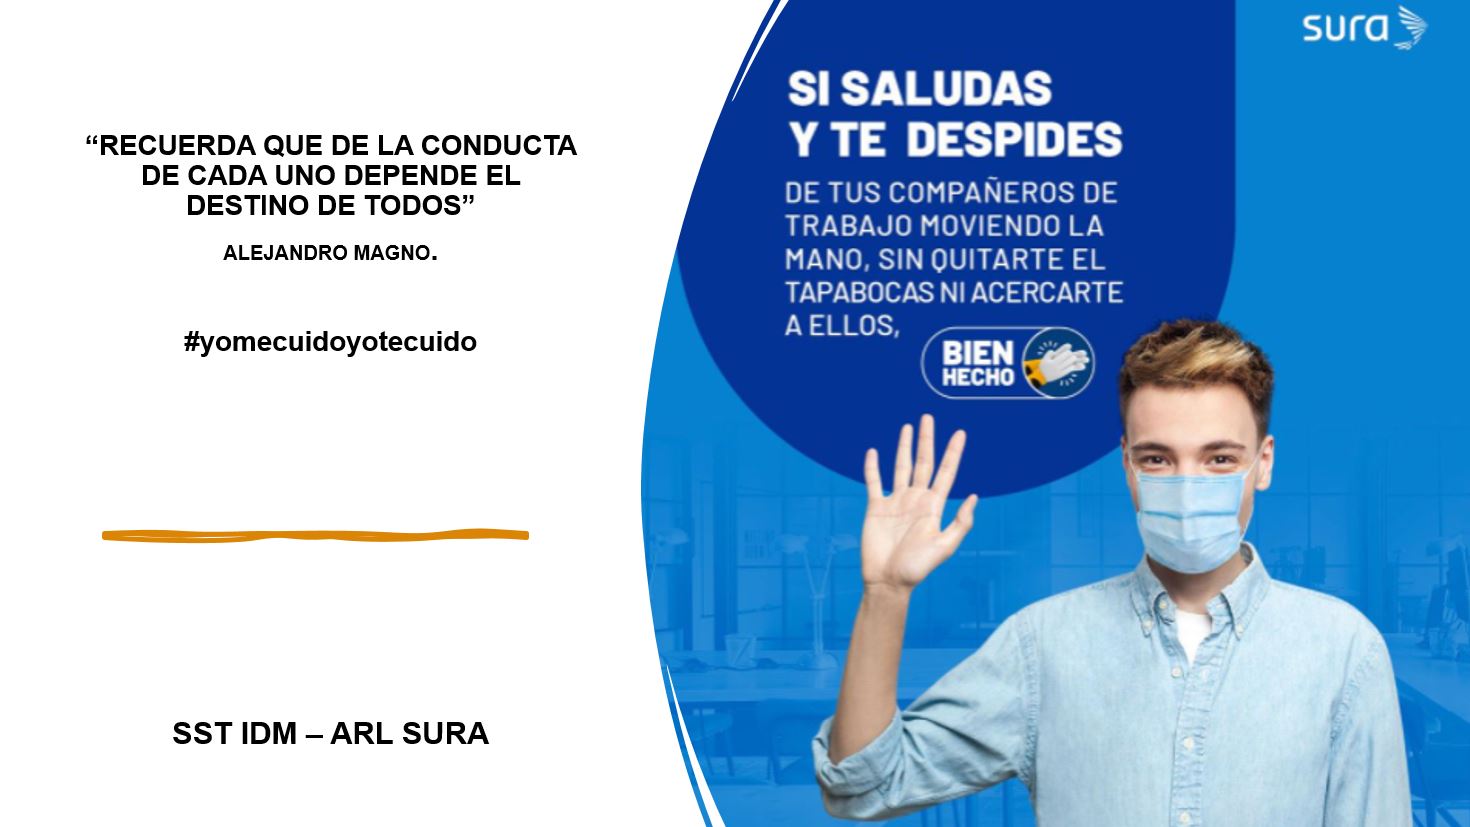 “RECUERDA QUE DE LA CONDUCTA
DE CADA UNO DEPENDE EL
DESTINO DE TODOS”
ALEJANDRO MAGNO.
#yomecuidoyotecuido
SST IDM – ARL SURA
sura
SI SALUDAS
Y TE DESPIDES
DE TUS COMPAÑEROS DE
TRABAJO MOVIENDO LA
MANO, SIN QUITARTE EL
TAPABOCAS NI ACERCARTE
A ELLOS,
BIEN
HECHO